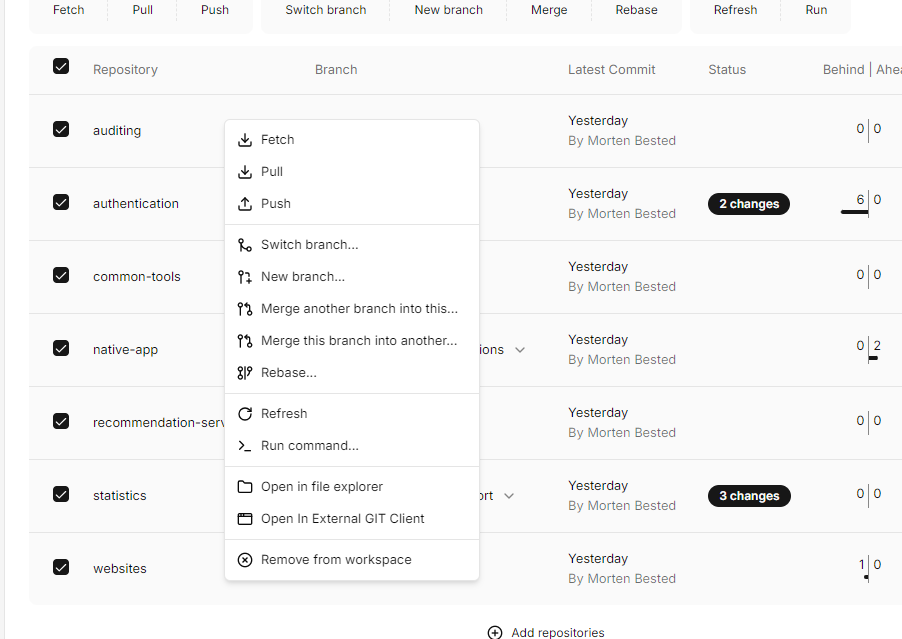 Fetch Pull Push Switch branch New branch Merge Rebase Refresh Run
Repository Branch Latest Commit Status Behind | Ahea
auditing Yesterday 0 0
By Morten Bested
authentication Yesterday 2 changes 6 0
By Morten Bested
common-tools Yesterday 0 0
By Morten Bested
native-app ions Yesterday 0 2
By Morten Bested
recommendation-serv Yesterday 0 0
By Morten Bested
statistics ort Yesterday 3 changes 0 0
By Morten Bested
websites Yesterday 1 0
By Morten Bested
Fetch
Pull
Push
Switch branch...
New branch...
Merge another branch into this...
Merge this branch into another...
Rebase...
Refresh
Run command...
Open in file explorer
Open In External GIT Client
Remove from workspace
Add repositories